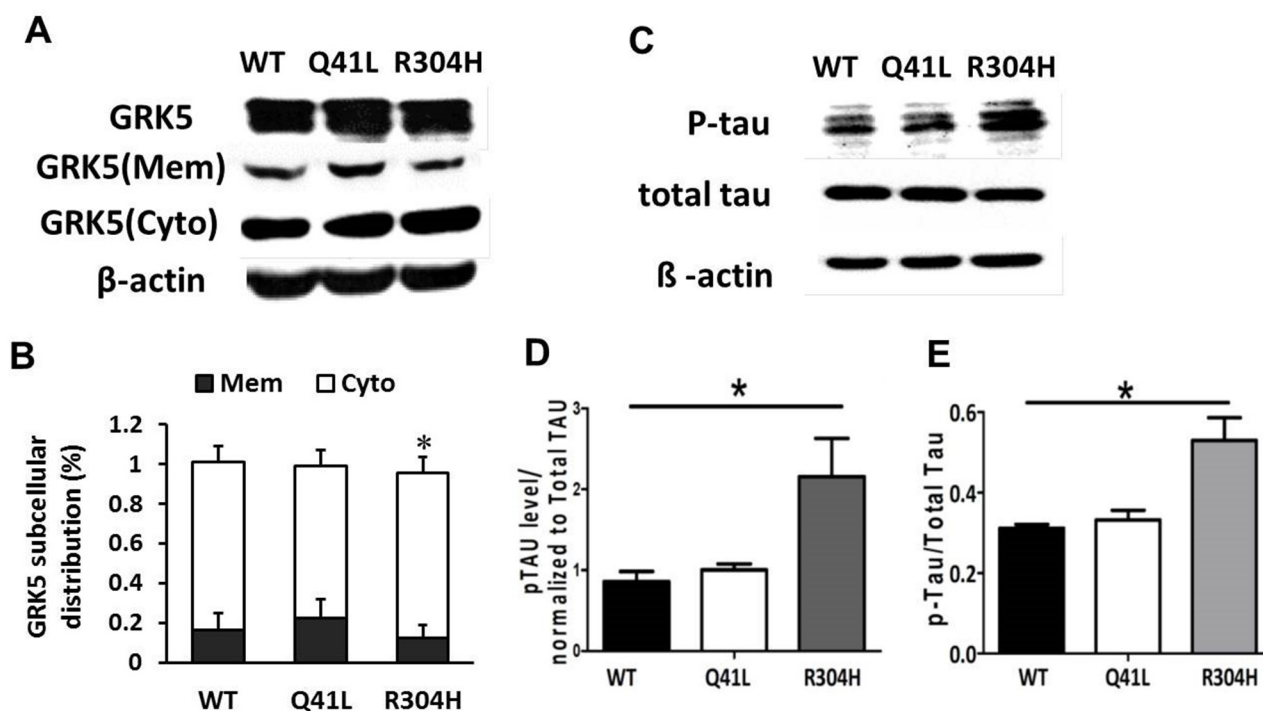 A
WT Q41L R304H
GRK5
GRK5(Mem)
GRK5(Cyto)
β-actin
C
WT Q41L R304H
P-tau
total tau
ß -actin
B
Mem Cyto
GRK5 subcellular
distribution (%)
1.2
1
0.8
0.6
0.4
0.2
0
*
WT Q41L R304H
D
pTAU level/
normalized to Total TAU
3
2
1
0
*
WT Q41L R304H
E
p-Tau/Total Tau
0.6
0.4
0.2
0.0
*
WT Q41L R304H